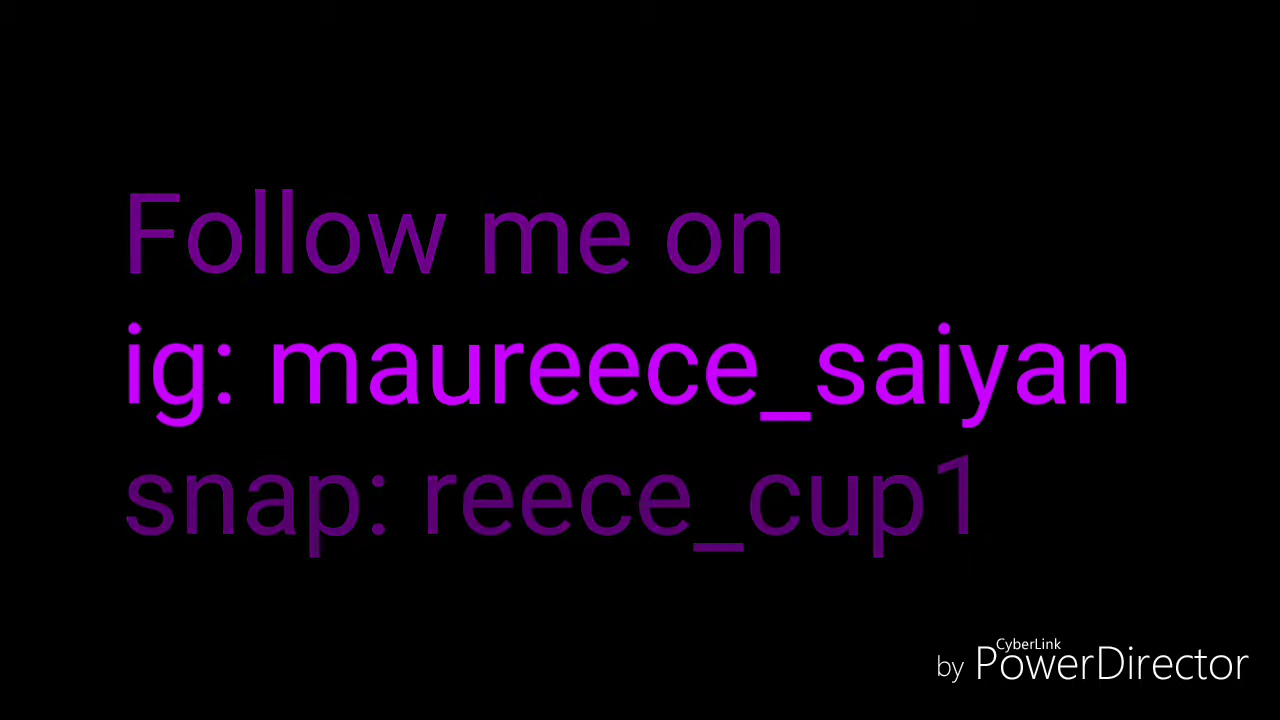 Follow me on
ig: maureece_saiyan
snap: reece_cup1
CyberLink
by PowerDirector